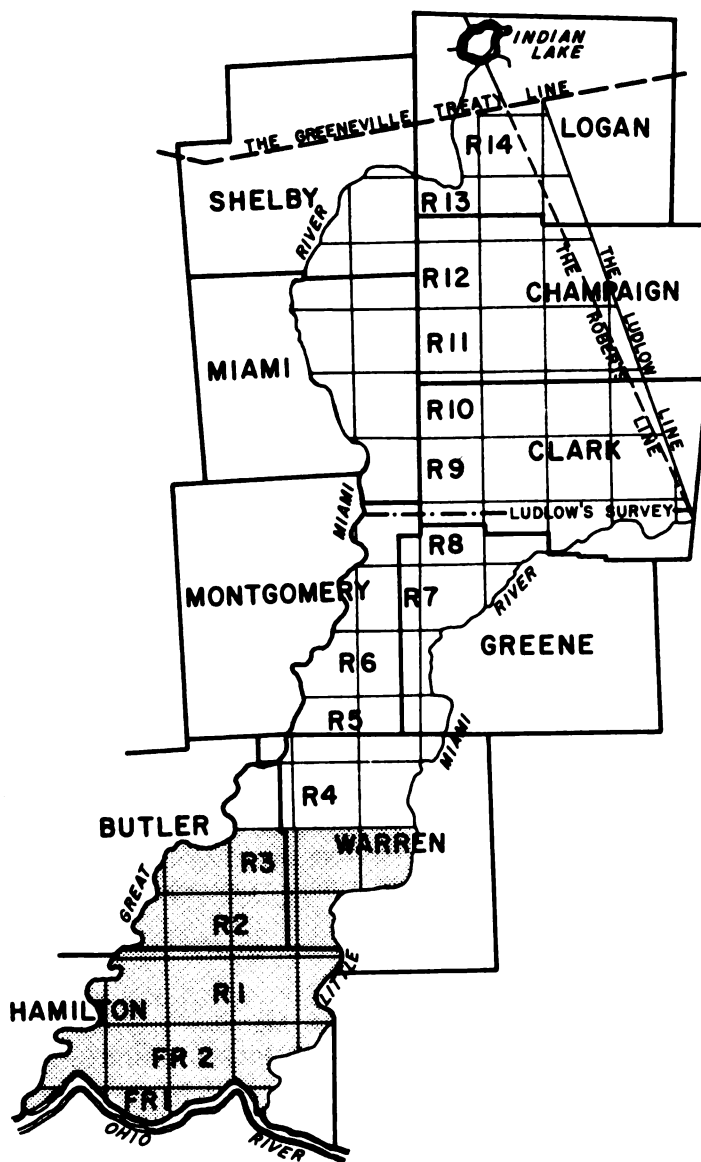 INDIAN
LAKE
THE GREENEVILLE TREATY LINE
LOGAN
R14
SHELBY
R13
RIVER
THE ROBERTS LINE
THE LUDLOW LINE
R12
CHAMPAIGN
R11
MIAMI
R10
CLARK
R9
MIAMI
LUDLOW'S SURVEY
R8
MONTGOMERY
R7
RIVER
GREENE
R6
R5
MIAMI
R4
BUTLER
WARREN
R3
GREAT
R2
LITTLE
R1
HAMILTON
FR 2
FR1
OHIO
RIVER